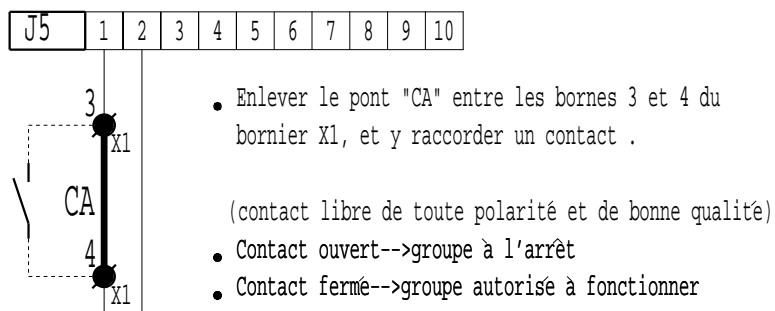 J5 1 2 3 4 5 6 7 8 9 10
3
X1
CA
4
X1
• Enlever le pont "CA" entre les bornes 3 et 4 du
bornier X1, et y raccorder un contact .
(contact libre de toute polarité et de bonne qualité)
• Contact ouvert-->groupe à l'arrêt
• Contact fermé-->groupe autorisé à fonctionner